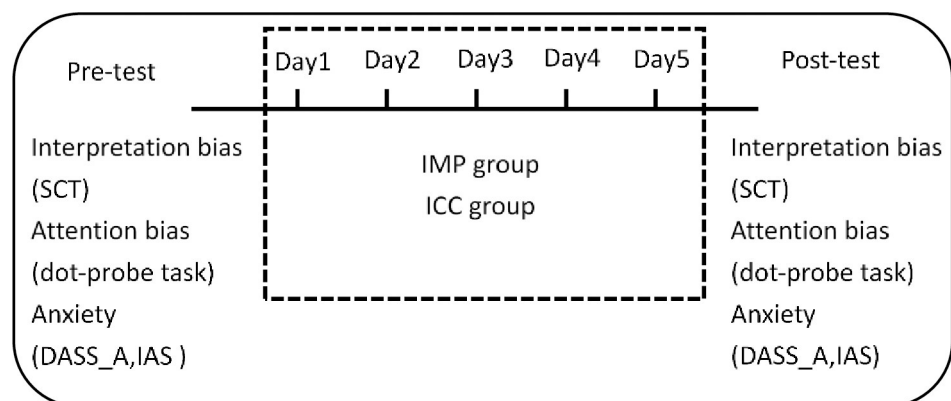 Pre-test
Interpretation bias
(SCT)
Attention bias
(dot-probe task)
Anxiety
(DASS_A,IAS )
Day1 Day2 Day3 Day4 Day5
IMP group
ICC group
Post-test
Interpretation bias
(SCT)
Attention bias
(dot-probe task)
Anxiety
(DASS_A,IAS)